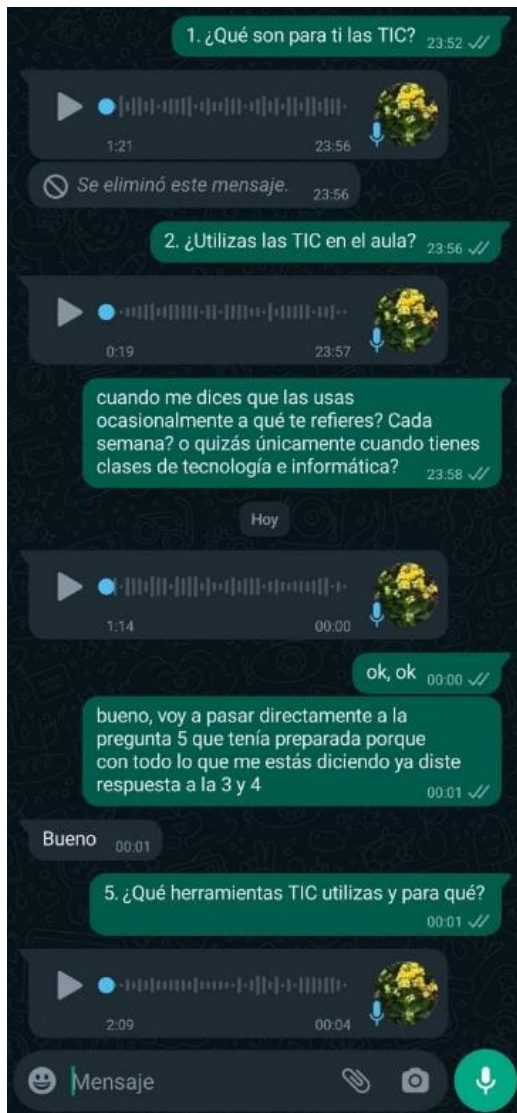 1. ¿Qué son para ti las TIC? 23:52
1:21 23:56
Se eliminó este mensaje. 23:56
2. ¿Utilizas las TIC en el aula? 23:56
0:19 23:57
cuando me dices que las usas
ocasionalmente a qué te refieres? Cada
semana? o quizás únicamente cuando tienes
clases de tecnología e informática? 23:58
Hoy
1:14 00:00
ok, ok 00:00
bueno, voy a pasar directamente a la
pregunta 5 que tenía preparada porque
con todo lo que me estás diciendo ya diste
respuesta a la 3 y 4 00:01
Bueno 00:01
5. ¿Qué herramientas TIC utilizas y para qué?
00:01
2:09 00:04
Mensaje